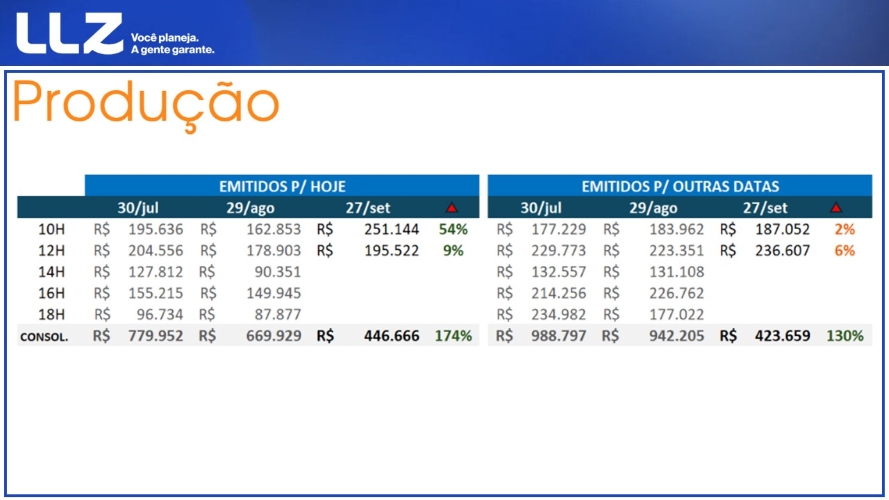 LLZ Você planeja.
A gente garante.
Produção
EMITIDOS P/ HOJE EMITIDOS P/ OUTRAS DATAS
30/jul 29/ago 27/set 30/jul 29/ago 27/set
10H R$ 195.636 R$ 162.853 R$ 251.144 54% R$ 177.229 R$ 183.962 R$ 187.052 2%
12H R$ 204.556 R$ 178.903 R$ 195.522 9% R$ 229.773 R$ 223.351 R$ 236.607 6%
14H R$ 127.812 R$ 90.351 R$ 132.557 R$ 131.108
16H R$ 155.215 R$ 149.945 R$ 214.256 R$ 226.762
18H R$ 96.734 R$ 87.877 R$ 234.982 R$ 177.022
CONSOL. R$ 779.952 R$ 669.929 R$ 446.666 174% R$ 988.797 R$ 942.205 R$ 423.659 130%